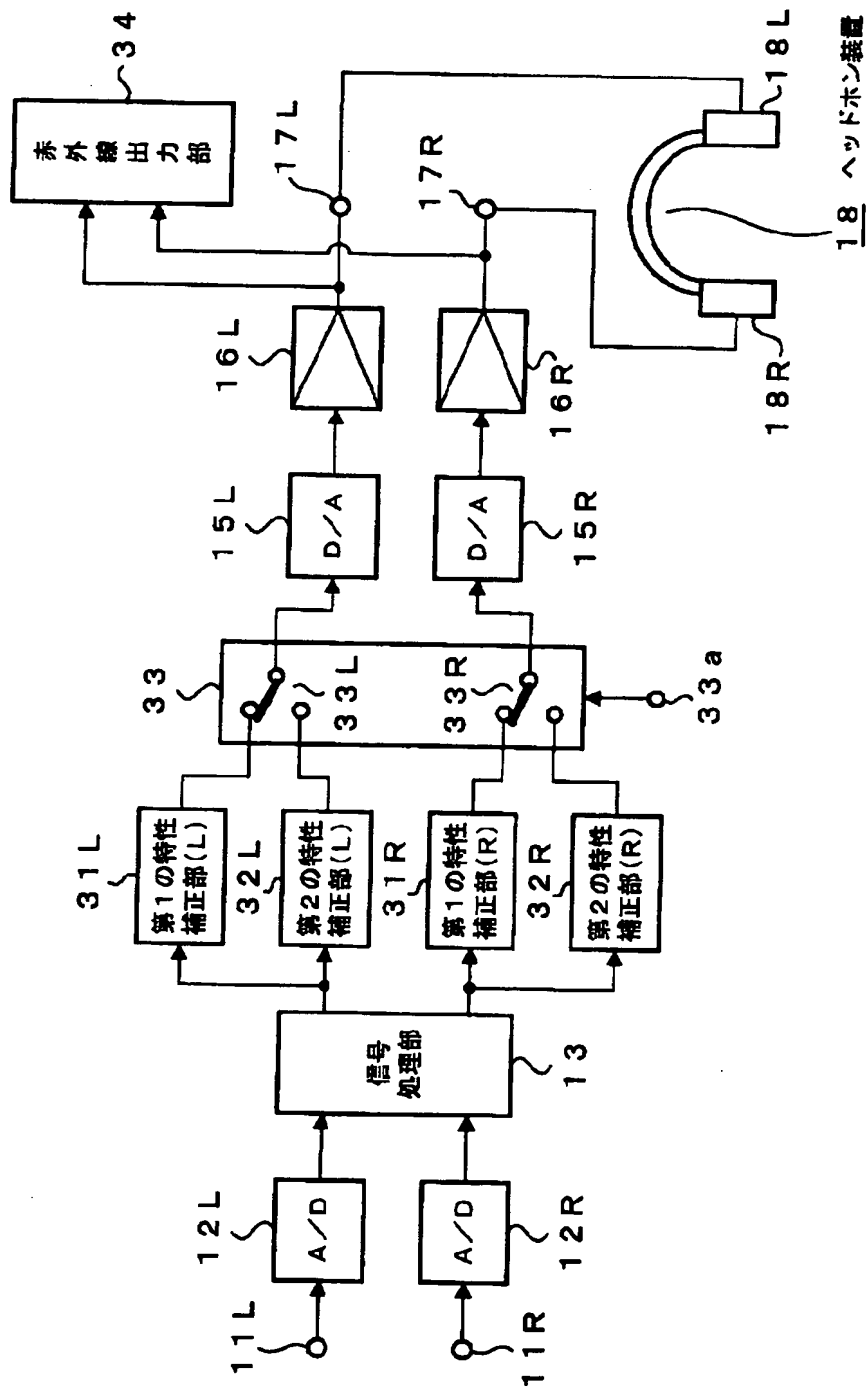 11L
12L
A/D
11R
12R
A/D
信号
処理部
13
31L
第1の特性
補正部(L)
32L
第2の特性
補正部(L)
31R
第1の特性
補正部(R)
32R
第2の特性
補正部(R)
33
33L
33R
33a
15L
D/A
15R
D/A
16L
16R
17L
17R
赤外線出力部
34
18R
18L
18 ヘッドホン装置